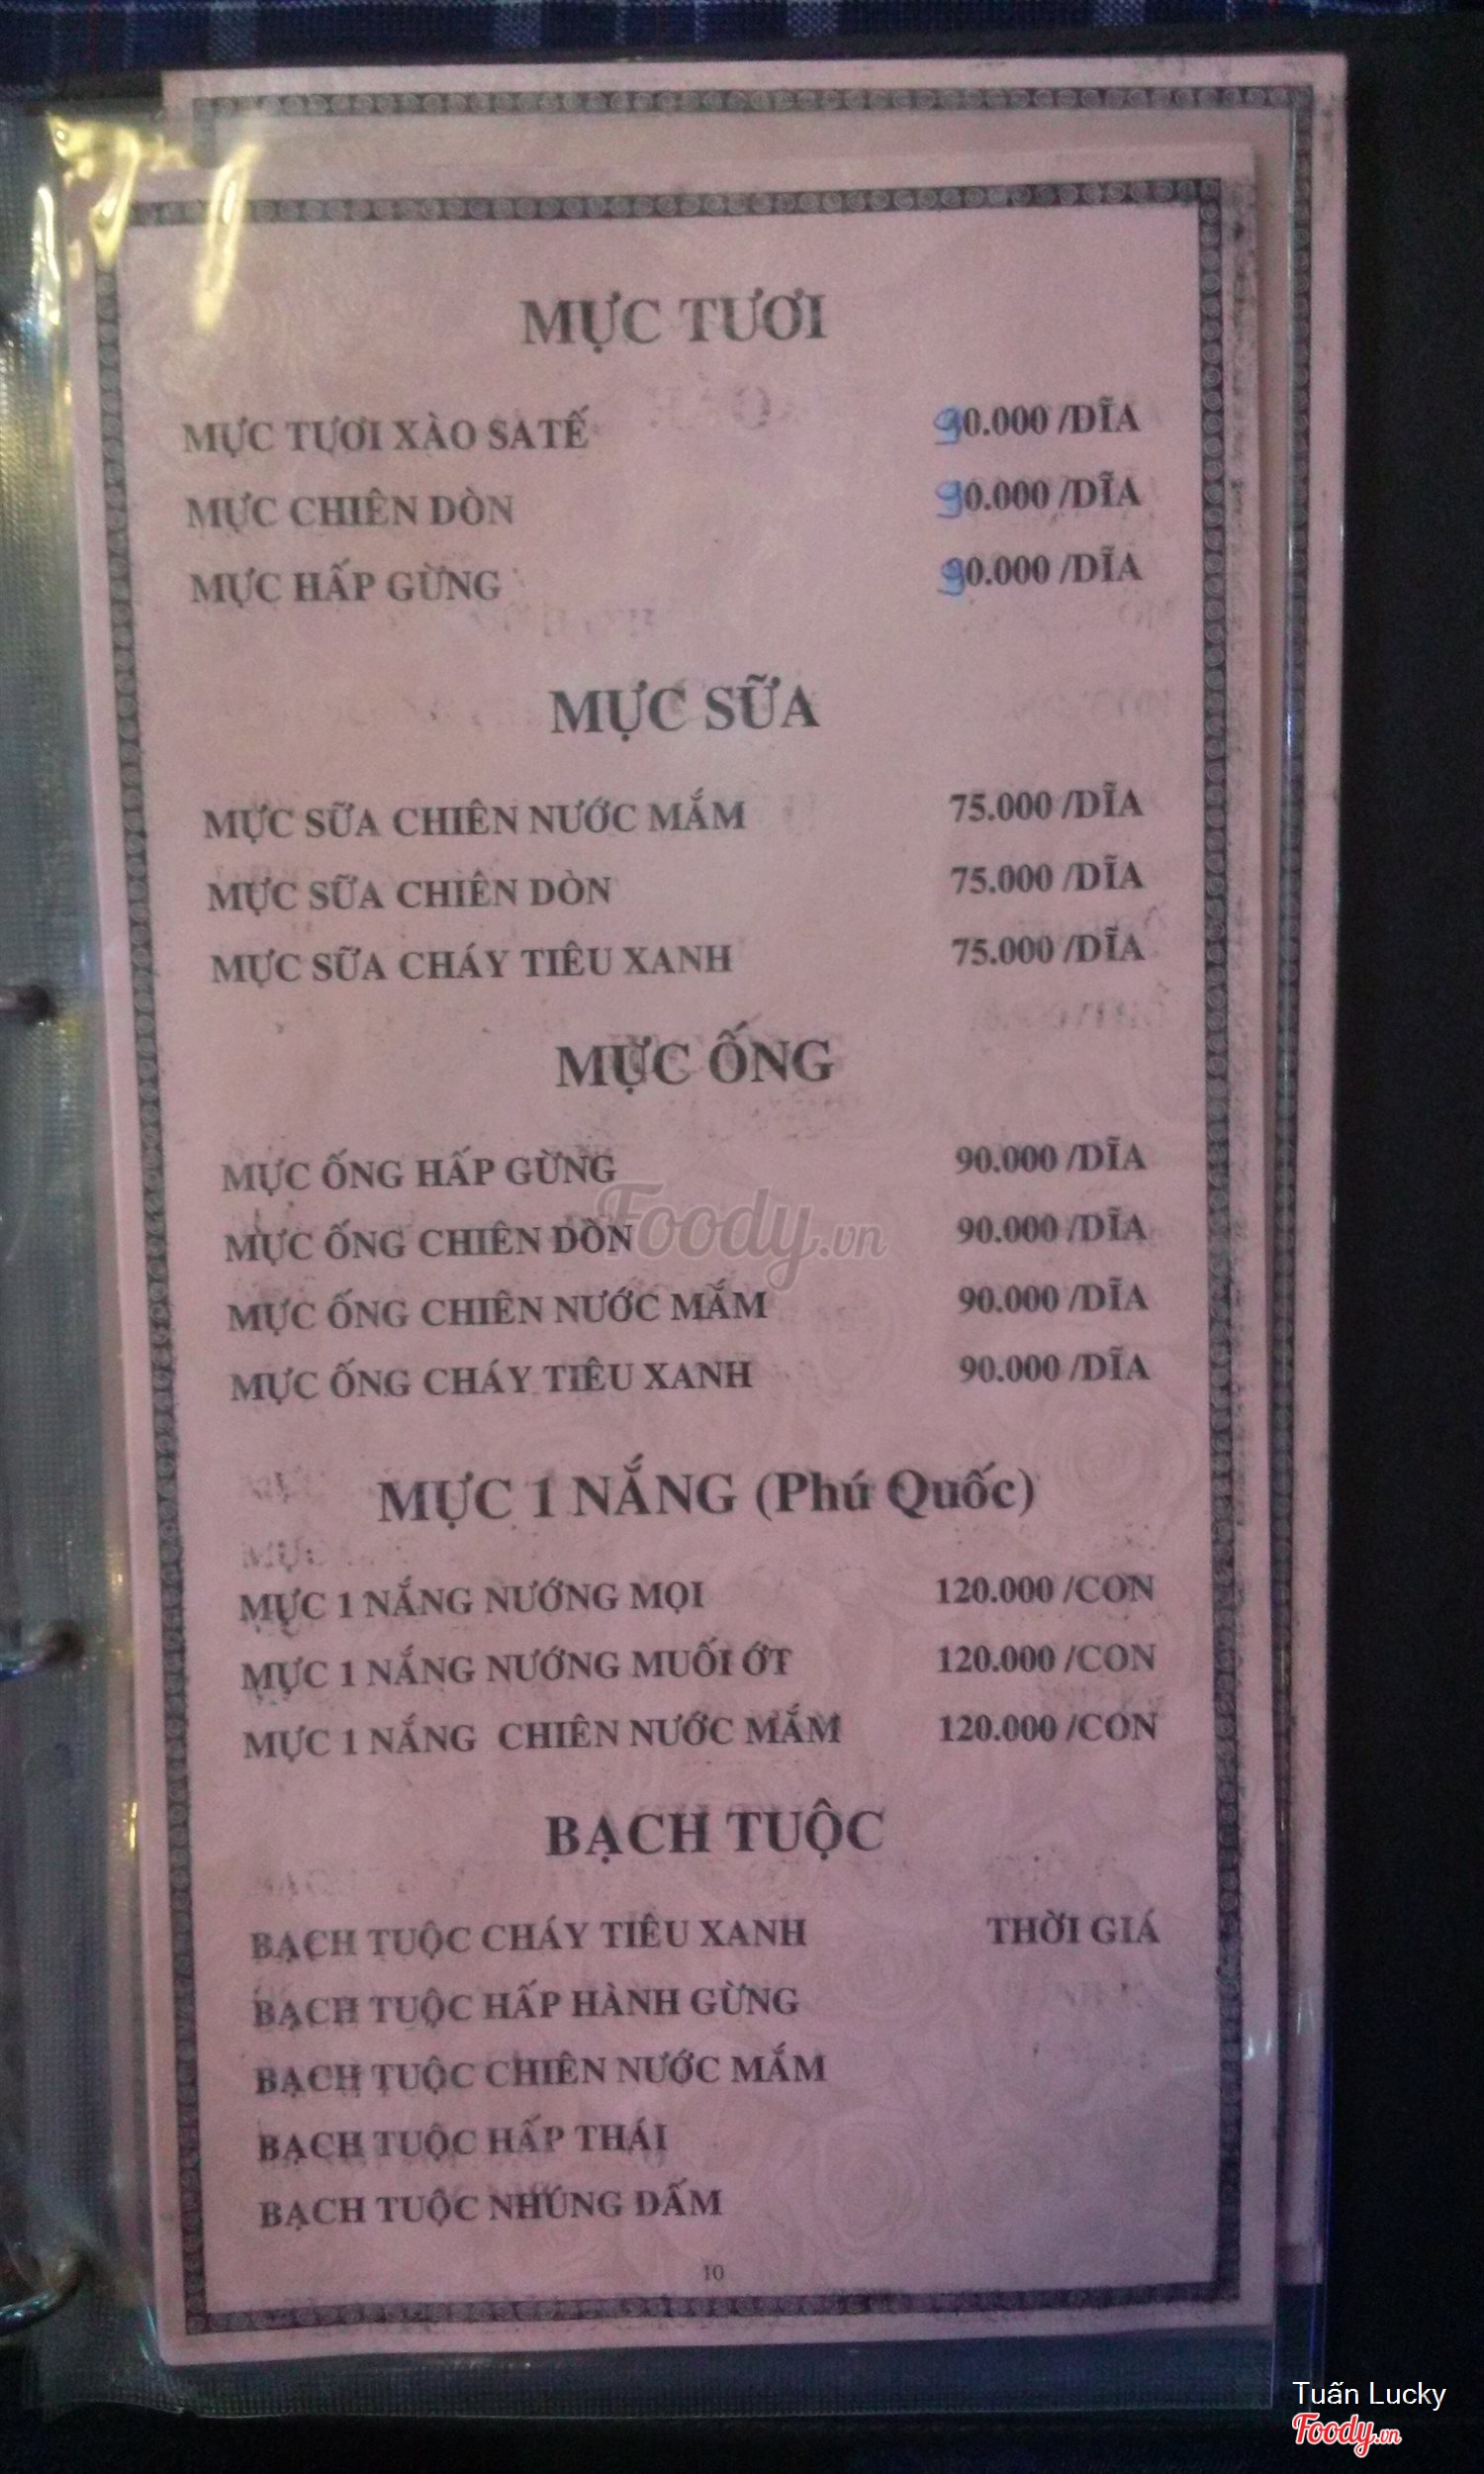 MỰC TƯƠI
MỰC TƯƠI XÀO SATẾ 90.000 /DĨA
MỰC CHIÊN DÒN 90.000 /DĨA
MỰC HẤP GỪNG 90.000 /DĨA
MỰC SỮA
MỰC SỮA CHIÊN NƯỚC MẮM 75.000 /DĨA
MỰC SỮA CHIÊN DÒN 75.000 /DĨA
MỰC SỮA CHÁY TIÊU XANH 75.000 /DĨA
MỰC ỐNG
MỰC ỐNG HẤP GỪNG 90.000 /DĨA
MỰC ỐNG CHIÊN DÒN 90.000 /DĨA
MỰC ỐNG CHIÊN NƯỚC MẮM 90.000 /DĨA
MỰC ỐNG CHÁY TIÊU XANH 90.000 /DĨA
Foody.vn
MỰC 1 NẮNG (Phú Quốc)
MỰC 1 NẮNG NƯỚNG MỌI 120.000 /CON
MỰC 1 NẮNG NƯỚNG MUỐI ỚT 120.000 /CON
MỰC 1 NẮNG CHIÊN NƯỚC MẮM 120.000 /CON
BẠCH TUỘC
BẠCH TUỘC CHÁY TIÊU XANH THỜI GIÁ
BẠCH TUỘC HẤP HÀNH GỪNG
BẠCH TUỘC CHIÊN NƯỚC MẮM
BẠCH TUỘC HẤP THÁI
BẠCH TUỘC NHÚNG DẤM
10
Tuấn Lucky
Foody.vn